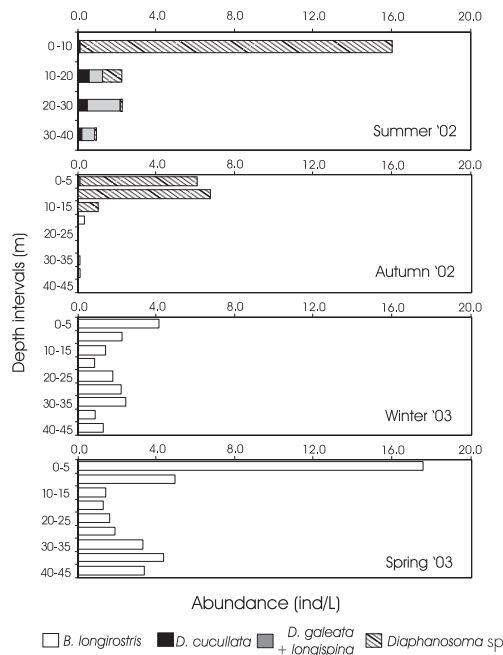 0.0 4.0 8.0 12.0 16.0 20.0
0-10
10-20
20-30
30-40
Summer '02
0.0 4.0 8.0 12.0 16.0 20.0
0-5
10-15
20-25
30-35
40-45
Autumn '02
0.0 4.0 8.0 12.0 16.0 20.0
0-5
10-15
20-25
30-35
40-45
Winter '03
0.0 4.0 8.0 12.0 16.0 20.0
0-5
10-15
20-25
30-35
40-45
Spring '03
Depth intervals (m)
Abundance (ind/L)
B. longirostris
D. cucullata
D. galeata
+ longispina
Diaphanosoma sp